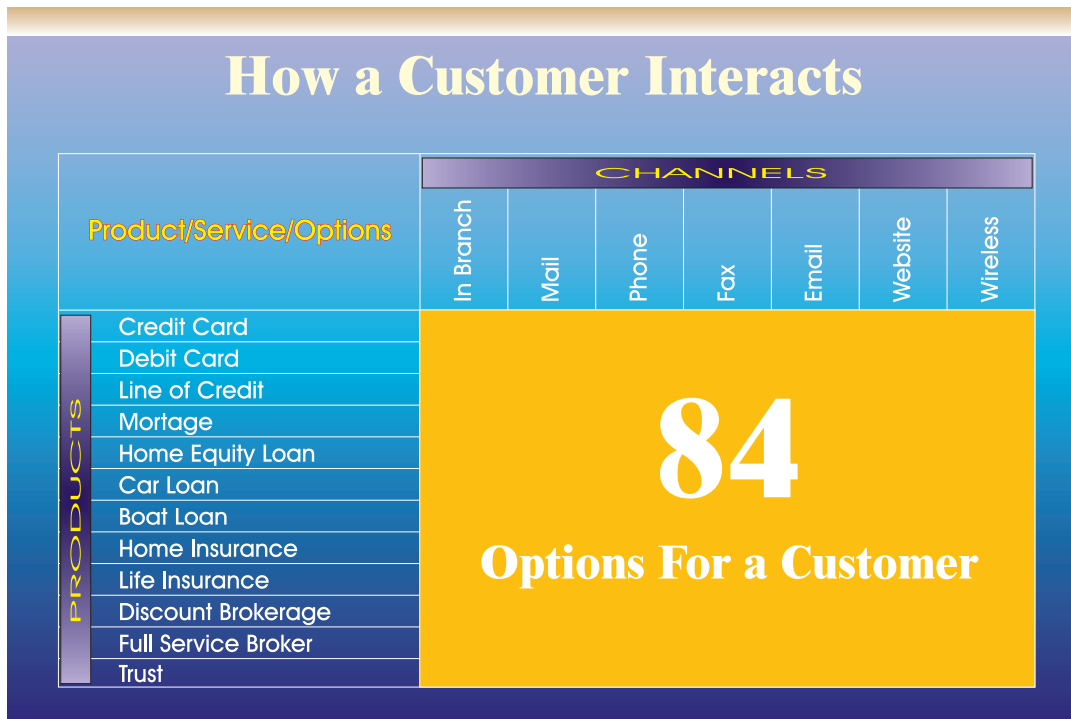 How a Customer Interacts
CHANNELS
Product/Service/Options
In Branch
Mail
Phone
Fax
Email
Website
Wireless
PRODUCTS
Credit Card
Debit Card
Line of Credit
Mortage
Home Equity Loan
Car Loan
Boat Loan
Home Insurance
Life Insurance
Discount Brokerage
Full Service Broker
Trust
84
Options For a Customer